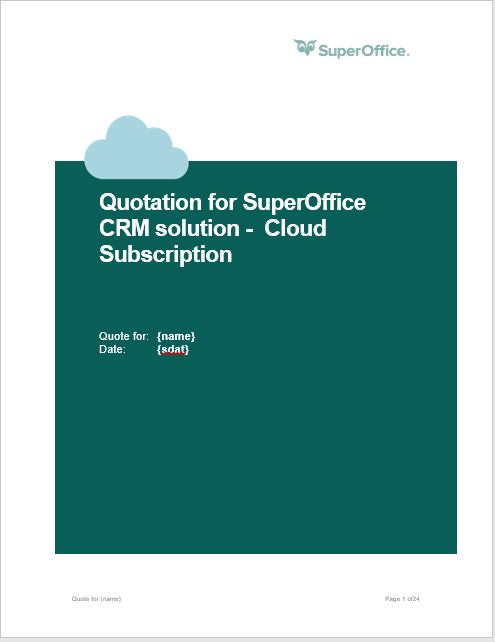 SuperOffice.
Quotation for SuperOffice
CRM solution - Cloud
Subscription
Quote for: {name}
Date: {sdat}
Quote for {name}
Page 1 of24